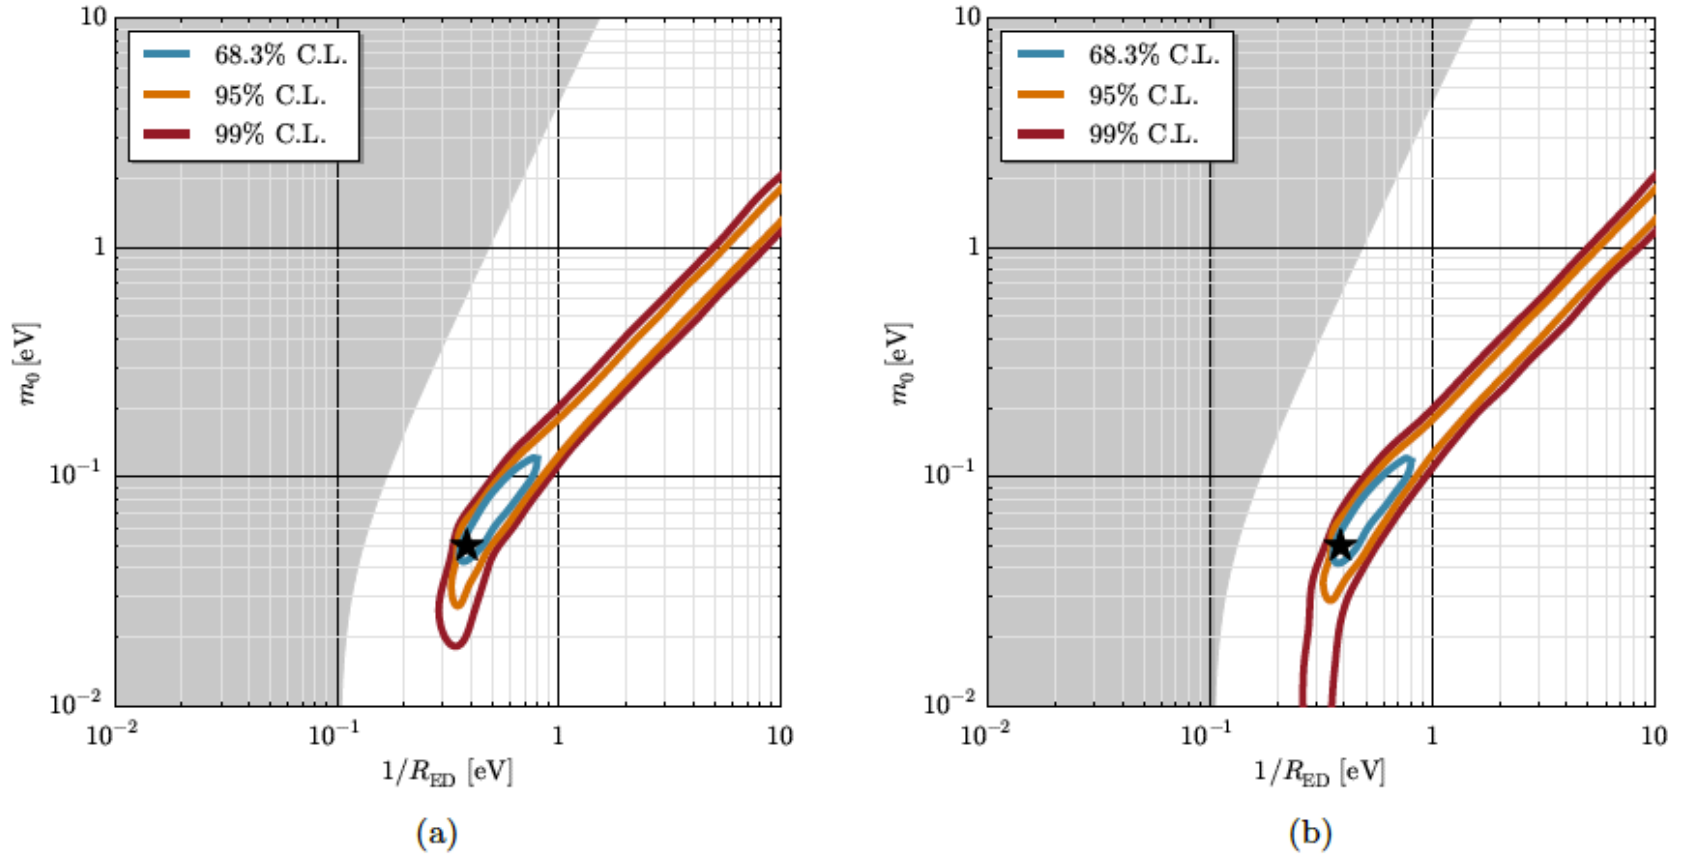 10
1
10⁻¹
10⁻²
m₀ [eV]
68.3% C.L.
95% C.L.
99% C.L.
10⁻²
10⁻¹
1
10
1/R_ED [eV]
(a)
10
1
10⁻¹
10⁻²
m₀ [eV]
68.3% C.L.
95% C.L.
99% C.L.
10⁻²
10⁻¹
1
10
1/R_ED [eV]
(b)